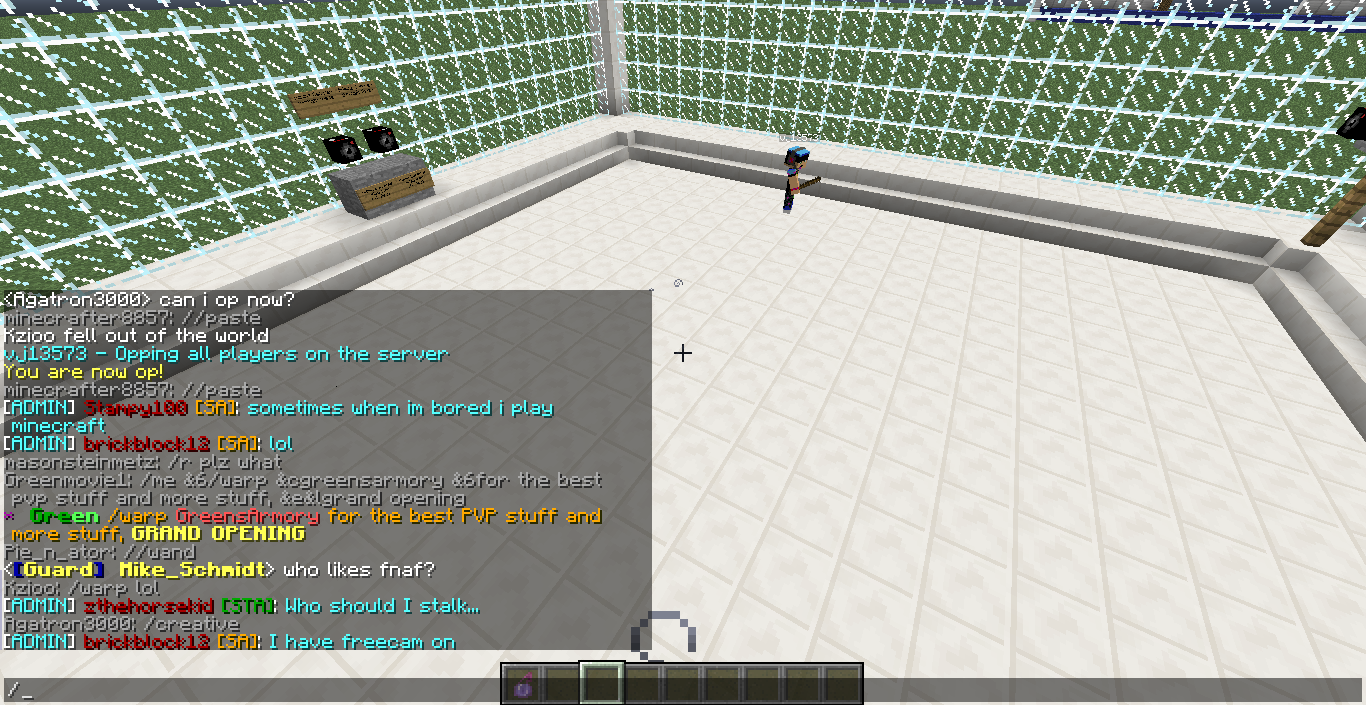 <Agatron3000> can i op now?
minecrafter8857: //paste
Kzioo fell out of the world
vj13573 - Opping all players on the server
You are now op!
minecrafter8857: //paste
[ADMIN] Stampy100 [SA]: sometimes when im bored i play
minecraft
[ADMIN] brickblock12 [SA]: lol
masonsteinmetz: /r plz what
Greenmovie1: /me &6/warp &cgreensarmory &6for the best
pvp stuff and more stuff, &e&lgrand opening
* Green /warp GreensArmory for the best PVP stuff and
more stuff, GRAND OPENING
Pie_n_ator: //wand
<[Guard] Mike_Schmidt> who likes fnaf?
Kzioo: /warp lol
[ADMIN] zthehorsekid [STA]: Who should I stalk...
Agatron3000: /creative
[ADMIN] brickblock12 [SA]: I have freecam on
/_